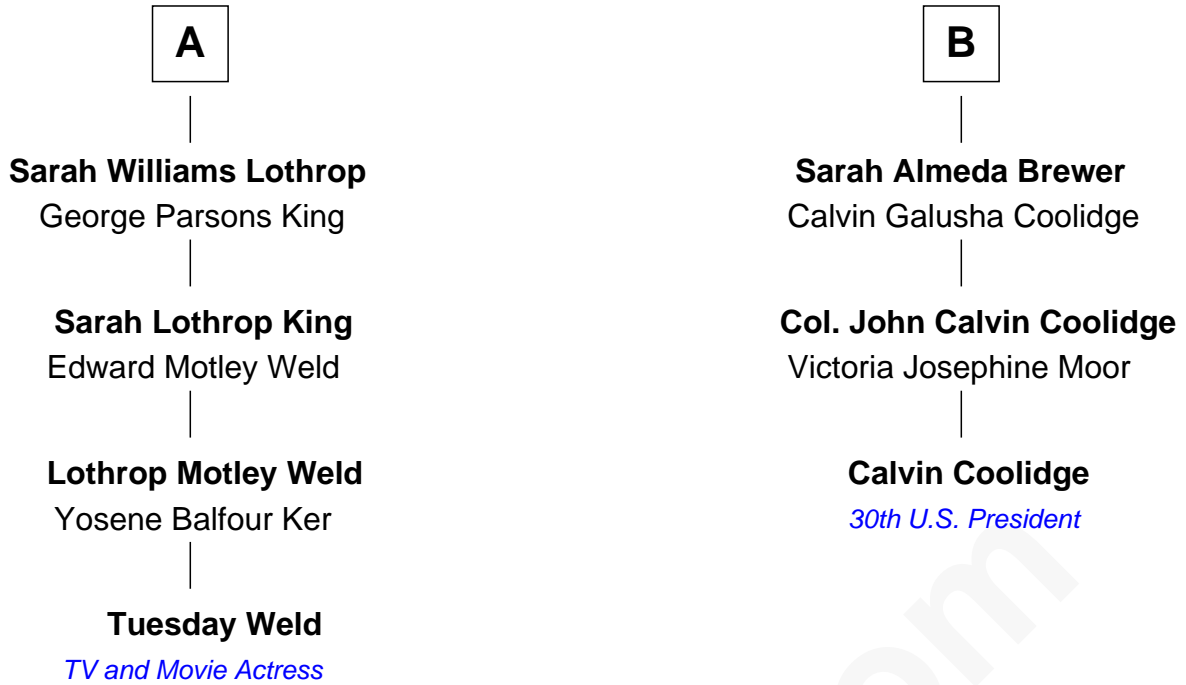 A
B
Sarah Williams Lothrop
George Parsons King
Sarah Almeda Brewer
Calvin Galusha Coolidge
Sarah Lothrop King
Edward Motley Weld
Col. John Calvin Coolidge
Victoria Josephine Moor
Lothrop Motley Weld
Yosene Balfour Ker
Calvin Coolidge
30th U.S. President
Tuesday Weld
TV and Movie Actress
om